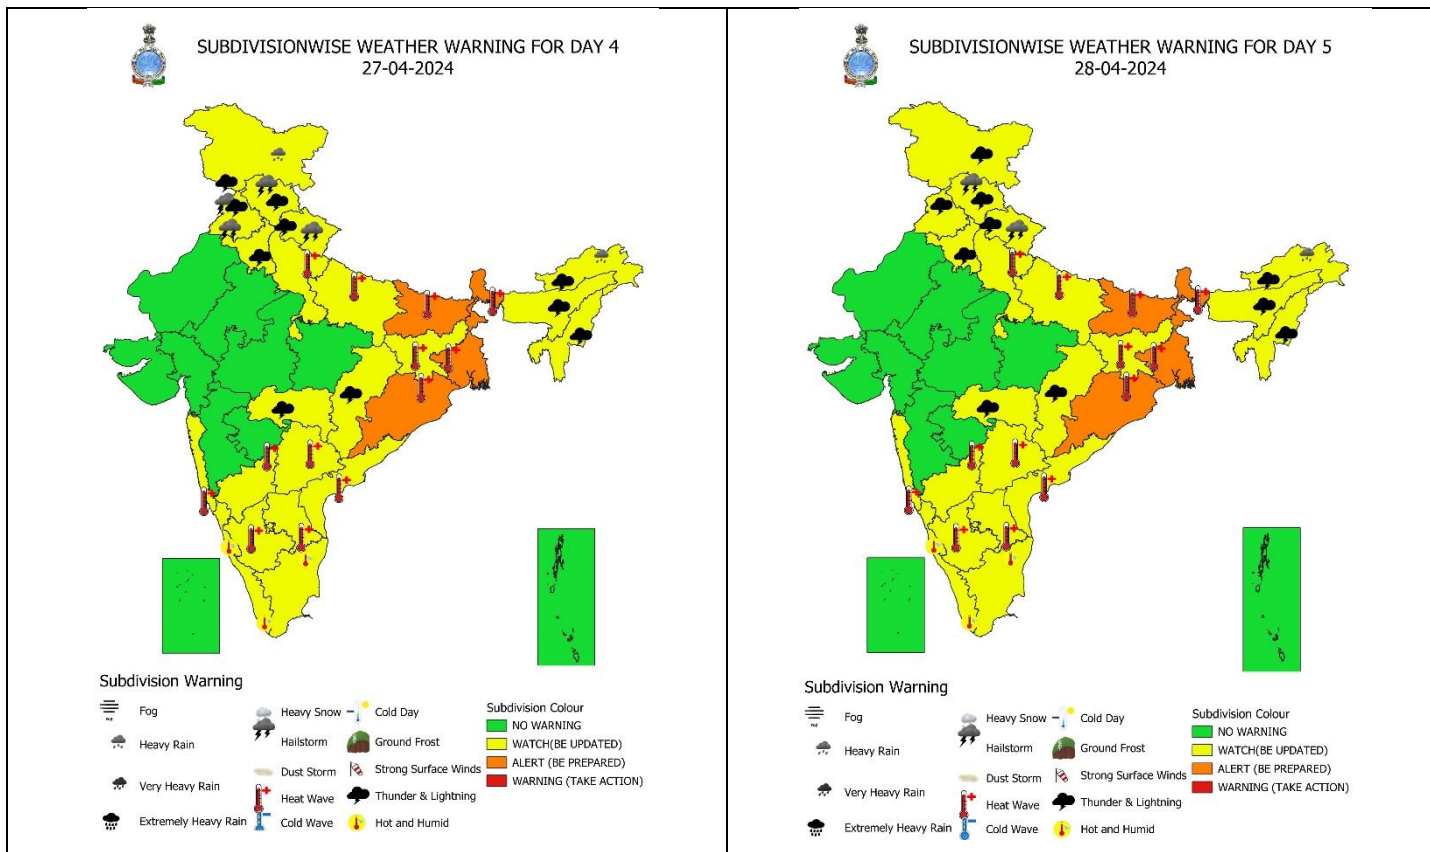 SUBDIVISIONWISE WEATHER WARNING FOR DAY 4
27-04-2024
Subdivision Warning
Fog
Heavy Rain
Very Heavy Rain
Extremely Heavy Rain
Heavy Snow
Hailstorm
Dust Storm
Heat Wave
Cold Wave
Cold Day
Ground Frost
Strong Surface Winds
Thunder & Lightning
Hot and Humid
Subdivision Colour
NO WARNING
WATCH(BE UPDATED)
ALERT (BE PREPARED)
WARNING (TAKE ACTION)
SUBDIVISIONWISE WEATHER WARNING FOR DAY 5
28-04-2024
Subdivision Warning
Fog
Heavy Rain
Very Heavy Rain
Extremely Heavy Rain
Heavy Snow
Hailstorm
Dust Storm
Heat Wave
Cold Wave
Cold Day
Ground Frost
Strong Surface Winds
Thunder & Lightning
Hot and Humid
Subdivision Colour
NO WARNING
WATCH(BE UPDATED)
ALERT (BE PREPARED)
WARNING (TAKE ACTION)